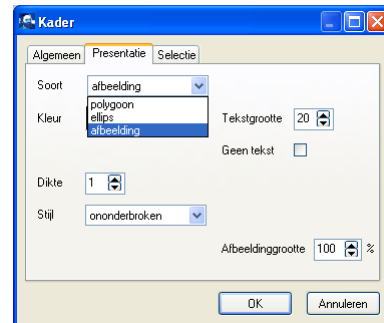 Kader
Algemeen Presentatie Selectie
Soort afbeelding
polygoon
ellips
afbeelding
Kleur Tekstgrootte 20
Geen tekst
Dikte 1
Stijl ononderbroken
Afbeeldinggrootte 100 %
OK Annuleren